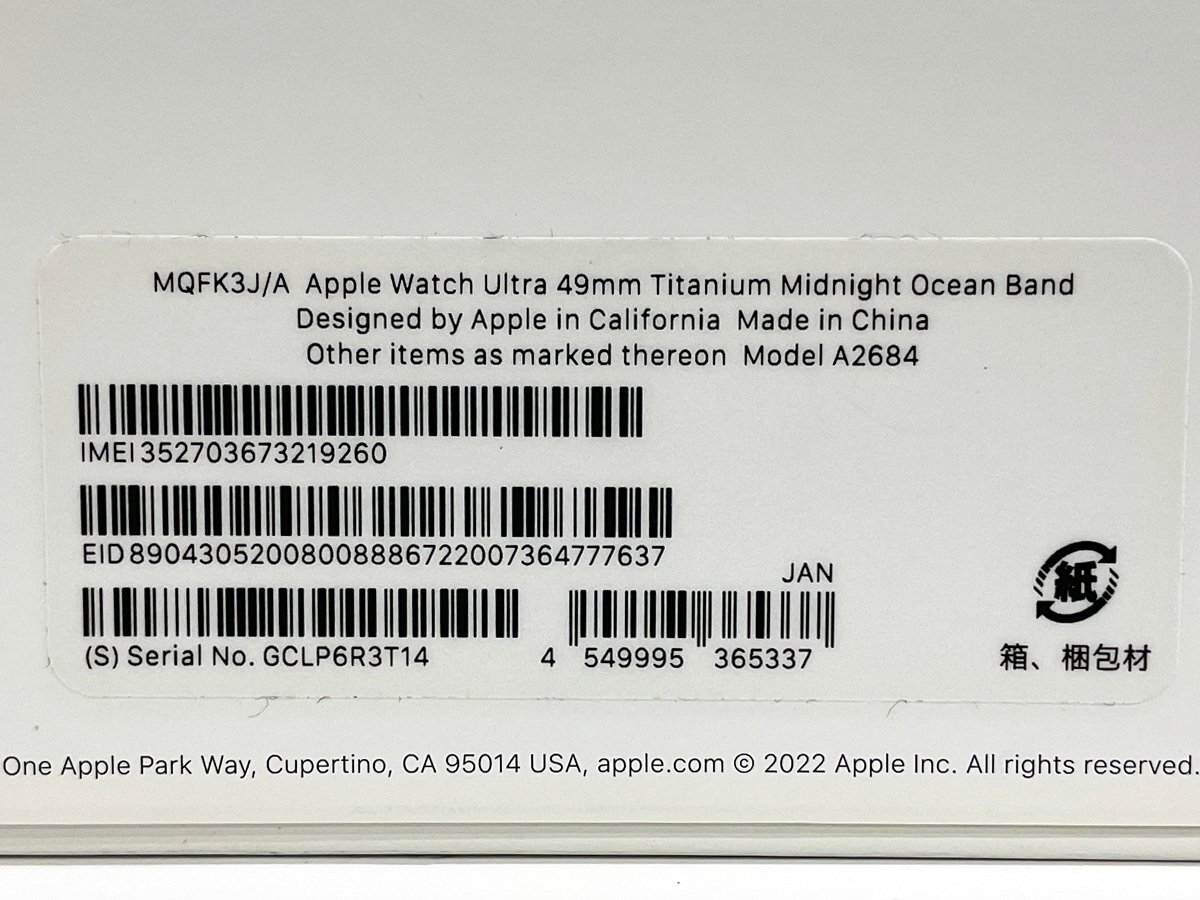 MQFK3J/A Apple Watch Ultra 49mm Titanium Midnight Ocean Band
Designed by Apple in California Made in China
Other items as marked thereon Model A2684
IMEI 352703673219260
EID 89043052008008886722007364777637
JAN
(S) Serial No. GCLP6R3T14
4 549995 365337
紙
箱、梱包材
One Apple Park Way, Cupertino, CA 95014 USA, apple.com © 2022 Apple Inc. All rights reserved.